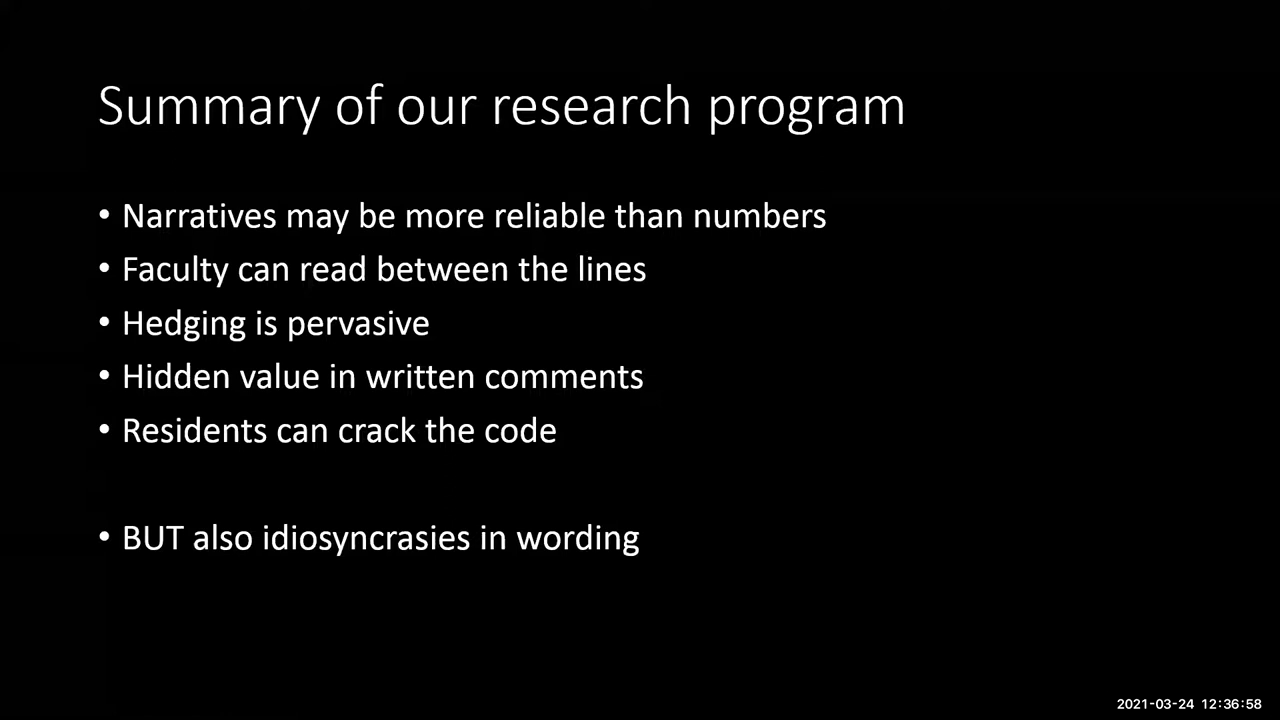 Summary of our research program
• Narratives may be more reliable than numbers
• Faculty can read between the lines
• Hedging is pervasive
• Hidden value in written comments
• Residents can crack the code
• BUT also idiosyncrasies in wording
2021-03-24 12:36:58